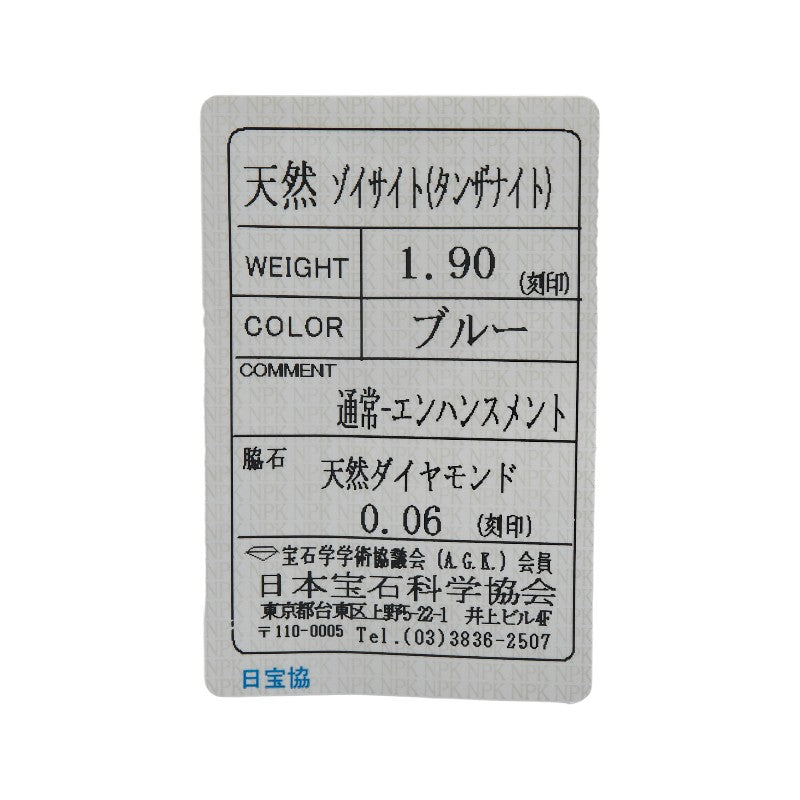 天然 ゾイサイト(タンザナイト)
WEIGHT 1.90 (刻印)
COLOR ブルー
COMMENT
通常-エンハンスメント
脇石 天然ダイヤモンド
0.06 (刻印)
宝石学学術協議会 (A.G.K.) 会員
日本宝石科学協会
東京都台東区上野5-22-1 井上ビル4F
〒110-0005 Tel.(03)3836-2507
日宝協